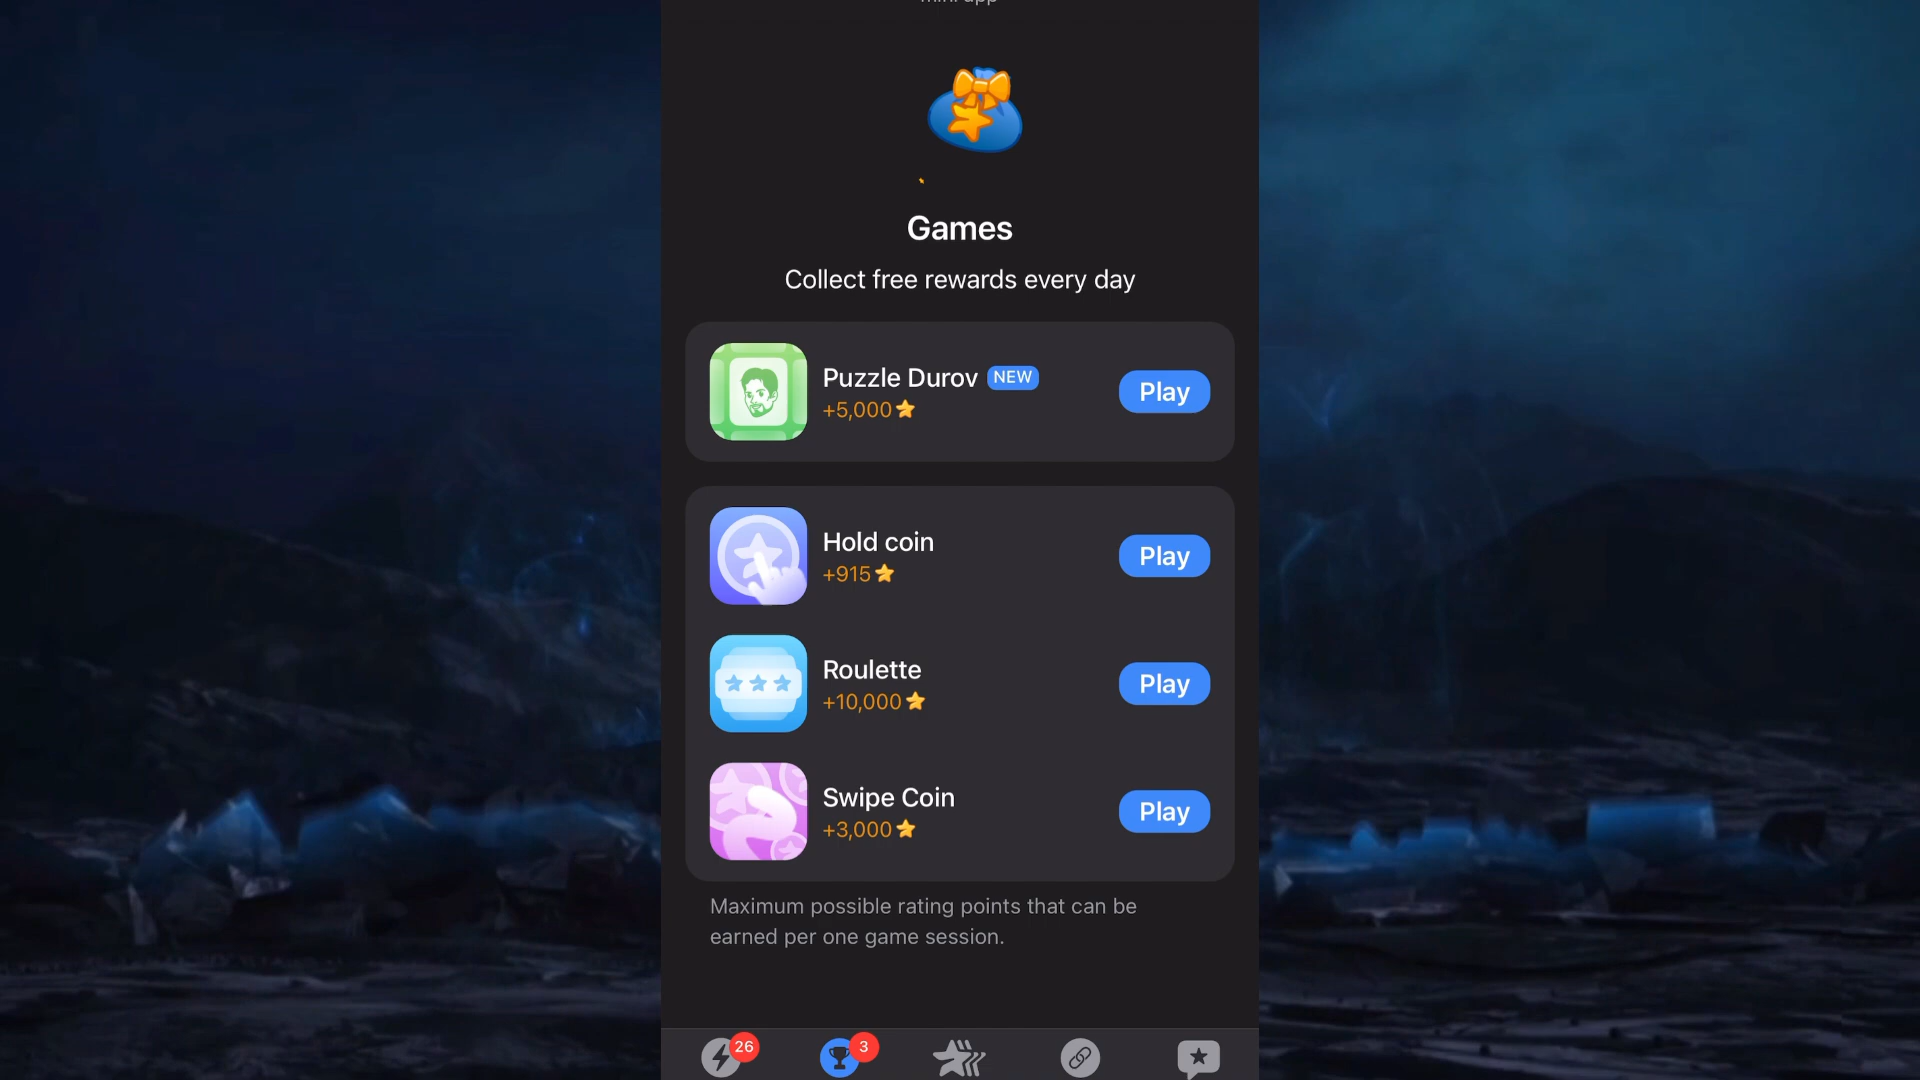 Games
Collect free rewards every day
Puzzle Durov NEW
+5,000
Play
Hold coin
+915
Play
Roulette
+10,000
Play
Swipe Coin
+3,000
Play
Maximum possible rating points that can be
earned per one game session.
26
3